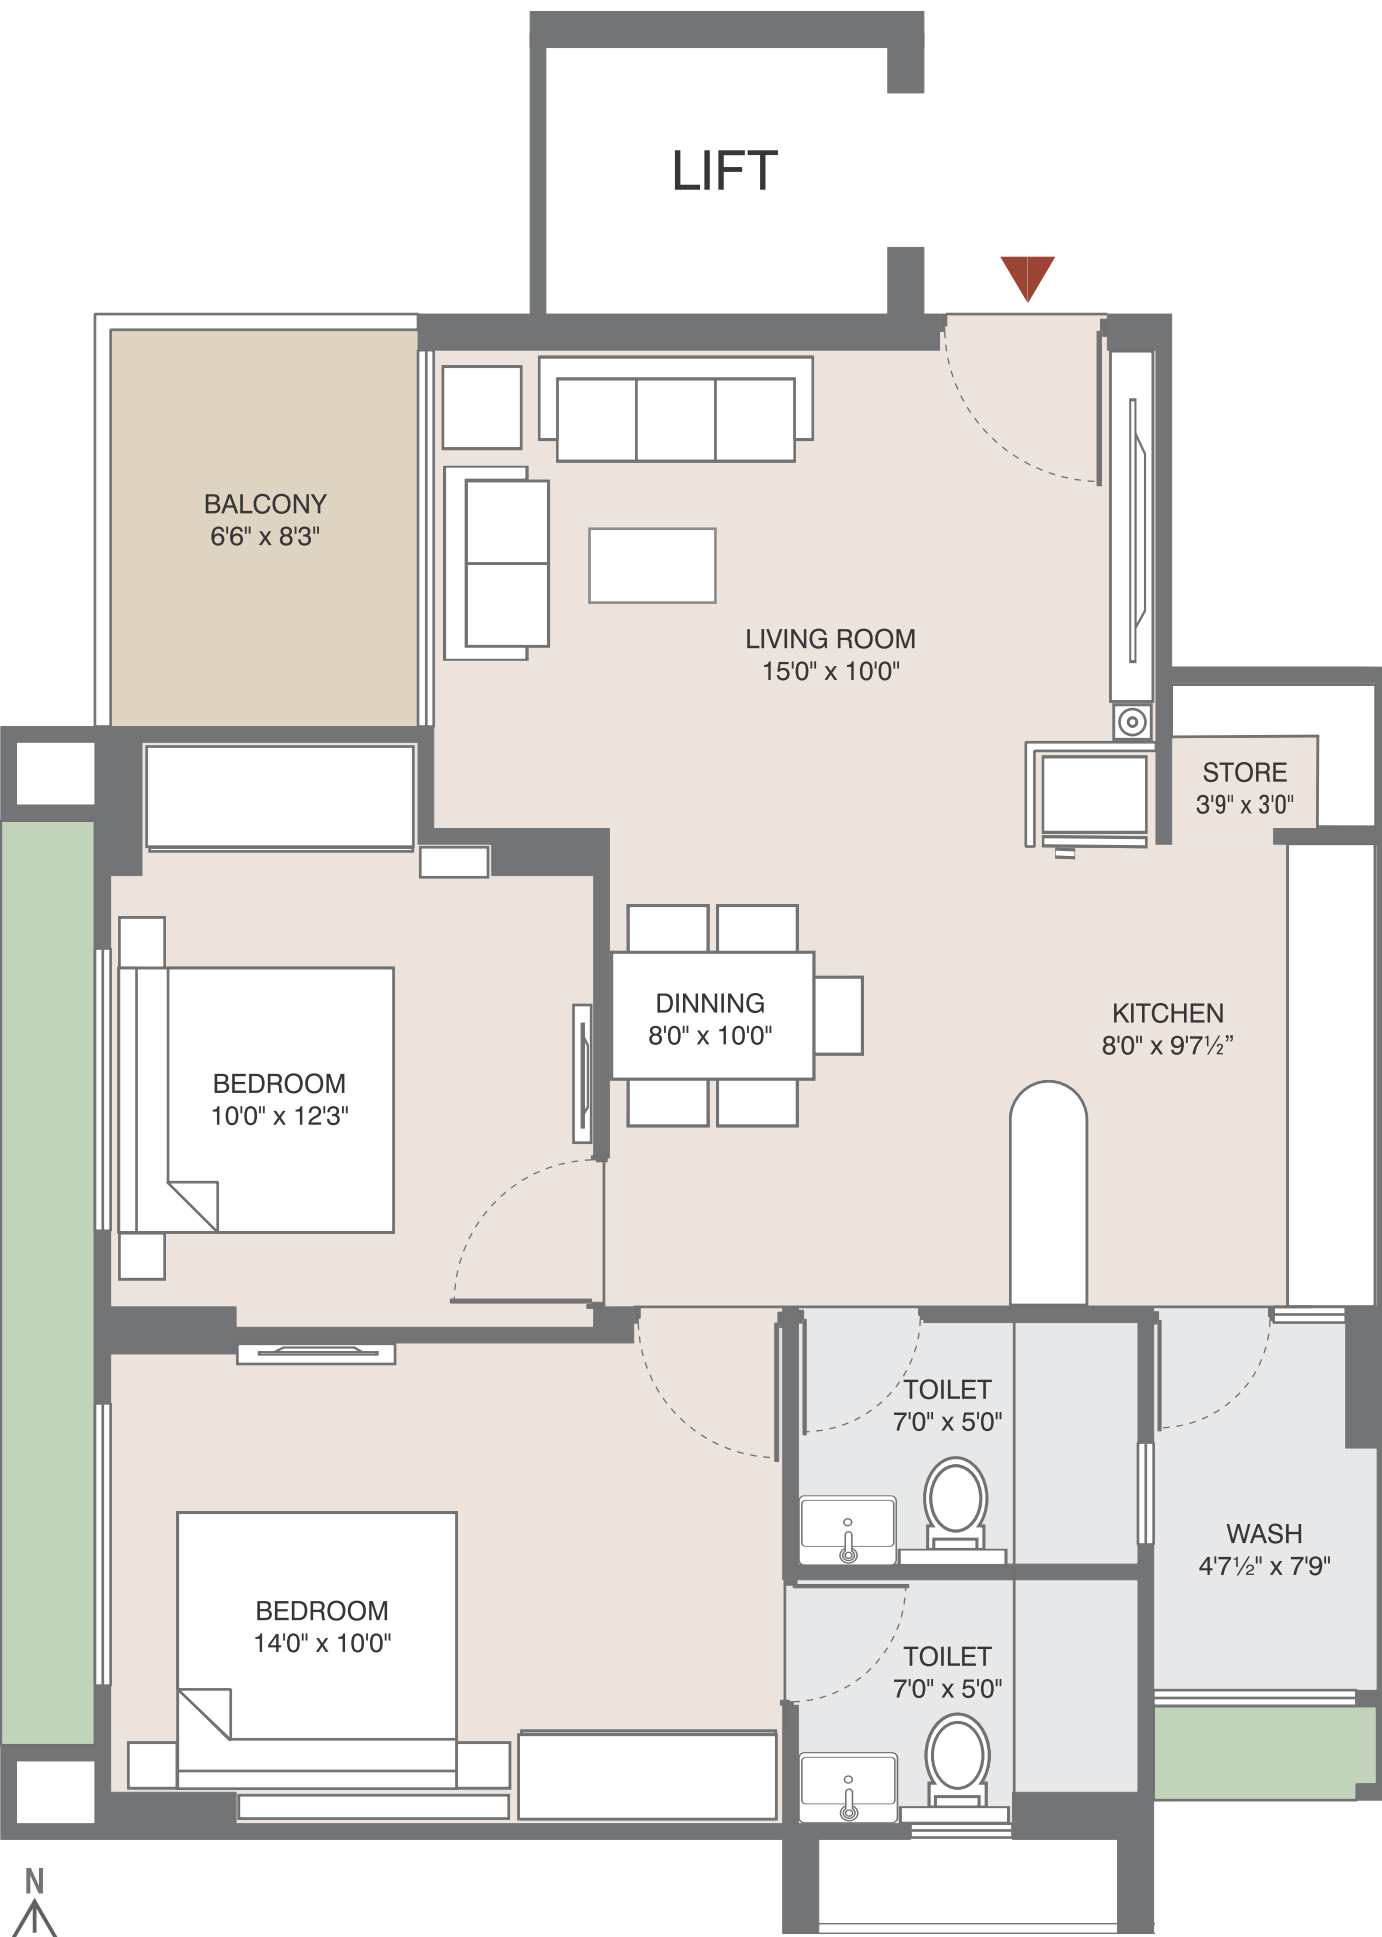 LIFT
BALCONY
6'6" x 8'3"
LIVING ROOM
15'0" x 10'0"
STORE
3'9" x 3'0"
DINNING
8'0" x 10'0"
KITCHEN
8'0" x 9'7½”
BEDROOM
10'0" x 12'3"
TOILET
7'0" x 5'0"
WASH
4'7½" x 7'9"
BEDROOM
14'0" x 10'0"
TOILET
7'0" x 5'0"
N